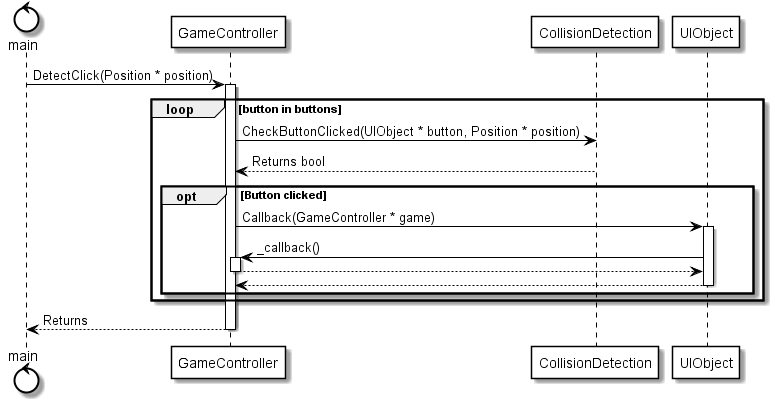 main
GameController
CollisionDetection
UIObject
DetectClick(Position * position)
loop
[button in buttons]
CheckButtonClicked(UIObject * button, Position * position)
Returns bool
opt
[Button clicked]
Callback(GameController * game)
_callback()
Returns
main
GameController
CollisionDetection
UIObject